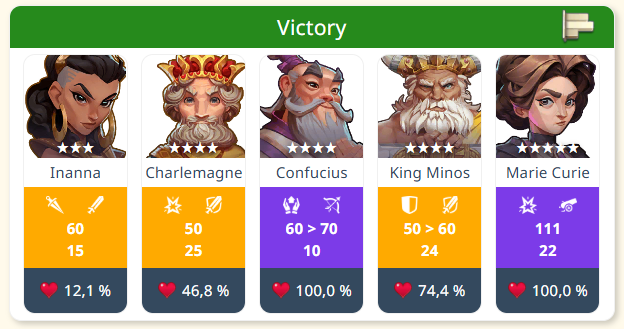 Victory
Inanna
60
15
12,1 %
Charlemagne
50
25
46,8 %
Confucius
60 > 70
10
100,0 %
King Minos
50 > 60
24
74,4 %
Marie Curie
111
22
100,0 %